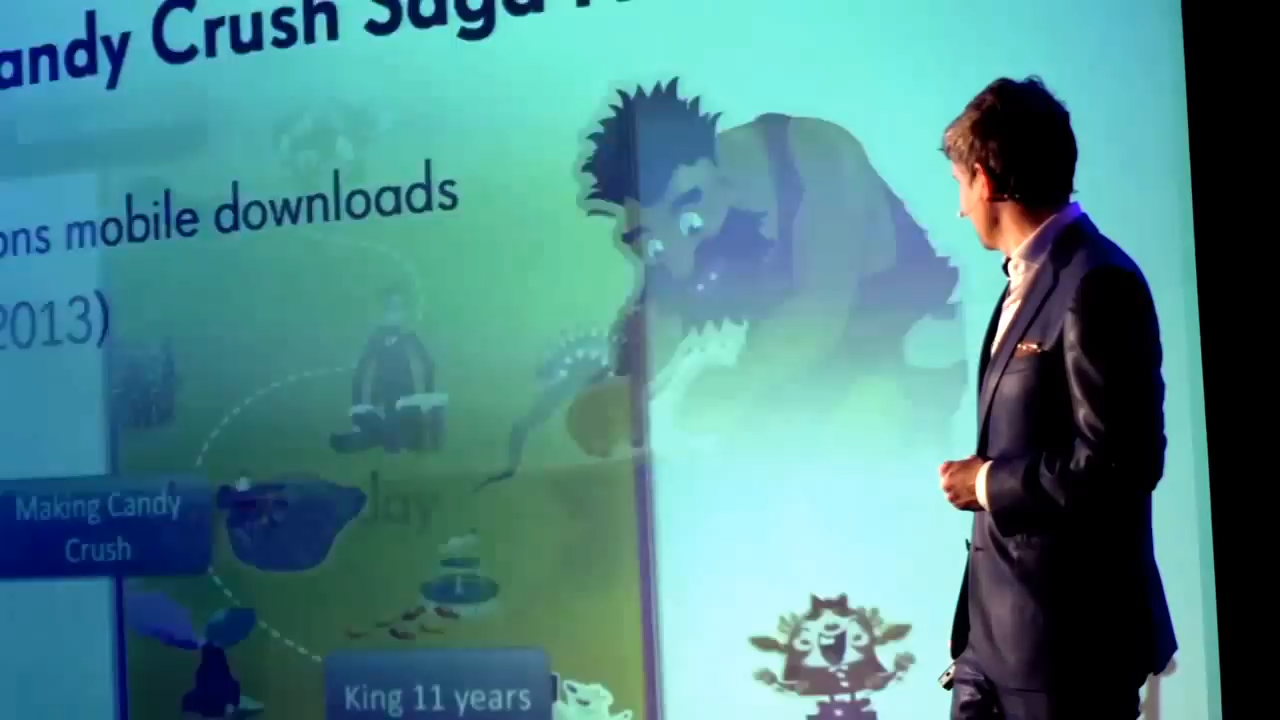 andy Crush Saga
ons mobile downloads
2013)
Making Candy
Crush
King 11 years